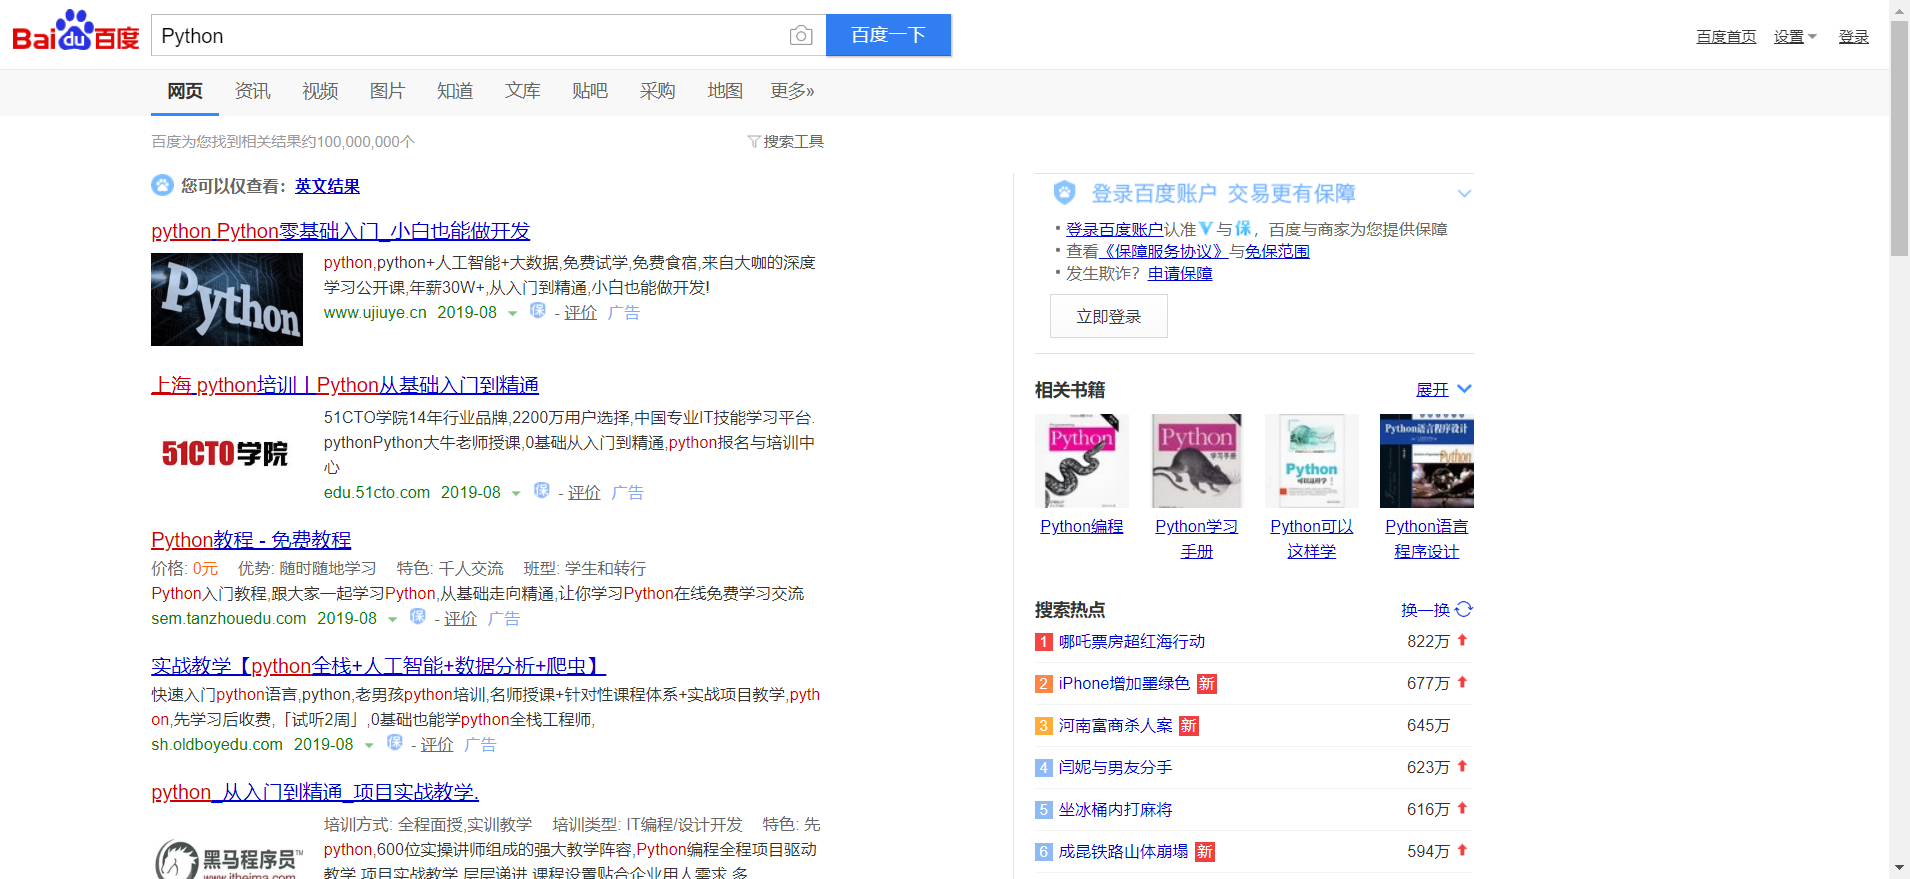 Baidu百度
Python
百度一下
百度首页 设置 登录
网页 资讯 视频 图片 知道 文库 贴吧 采购 地图 更多»
百度为您找到相关结果约100,000,000个
搜索工具
您可以仅查看：英文结果
python Python零基础入门_小白也能做开发
Python
python,python+人工智能+大数据,免费试学,免费食宿,来自大咖的深度
学习公开课,年薪30W+,从入门到精通,小白也能做开发!
www.ujiuye.cn 2019-08 保 - 评价 广告
上海 python培训丨Python从基础入门到精通
51CTO学院
51CTO学院14年行业品牌,2200万用户选择,中国专业IT技能学习平台.
pythonPython大牛老师授课,0基础从入门到精通,python报名与培训中
心
edu.51cto.com 2019-08 保 - 评价 广告
Python教程 - 免费教程
价格: 0元 优势: 随时随地学习 特色: 千人交流 班型: 学生和转行
Python入门教程,跟大家一起学习Python,从基础走向精通,让你学习Python在线免费学习交流
sem.tanzhouedu.com 2019-08 保 - 评价 广告
实战教学【python全栈+人工智能+数据分析+爬虫】
快速入门python语言,python,老男孩python培训,名师授课+针对性课程体系+实战项目教学,pyth
on,先学习后收费,「试听2周」,0基础也能学python全栈工程师,
sh.oldboyedu.com 2019-08 保 - 评价 广告
python_从入门到精通_项目实战教学.
黑马程序员™
www.itheima.com
培训方式: 全程面授,实训教学 培训类型: IT编程/设计开发 特色: 先
python,600位实操讲师组成的强大教学阵容,Python编程全程项目驱动
教学,项目实战教学,层层递进,课程设置贴合企业用人需求,多
登录百度账户 交易更有保障
·登录百度账户认准V与保，百度与商家为您提供保障
·查看《保障服务协议》与免保范围
·发生欺诈？申请保障
立即登录
相关书籍 展开
Python
Python
学习手册
Python
可以这样学
Python语言程序设计
Python
Python编程
Python学习
手册
Python可以
这样学
Python语言
程序设计
搜索热点 换一换
1 哪吒票房超红海行动 822万
2 iPhone增加墨绿色 新 677万
3 河南富商杀人案 新 645万
4 闫妮与男友分手 623万
5 坐冰桶内打麻将 616万
6 成昆铁路山体崩塌 新 594万